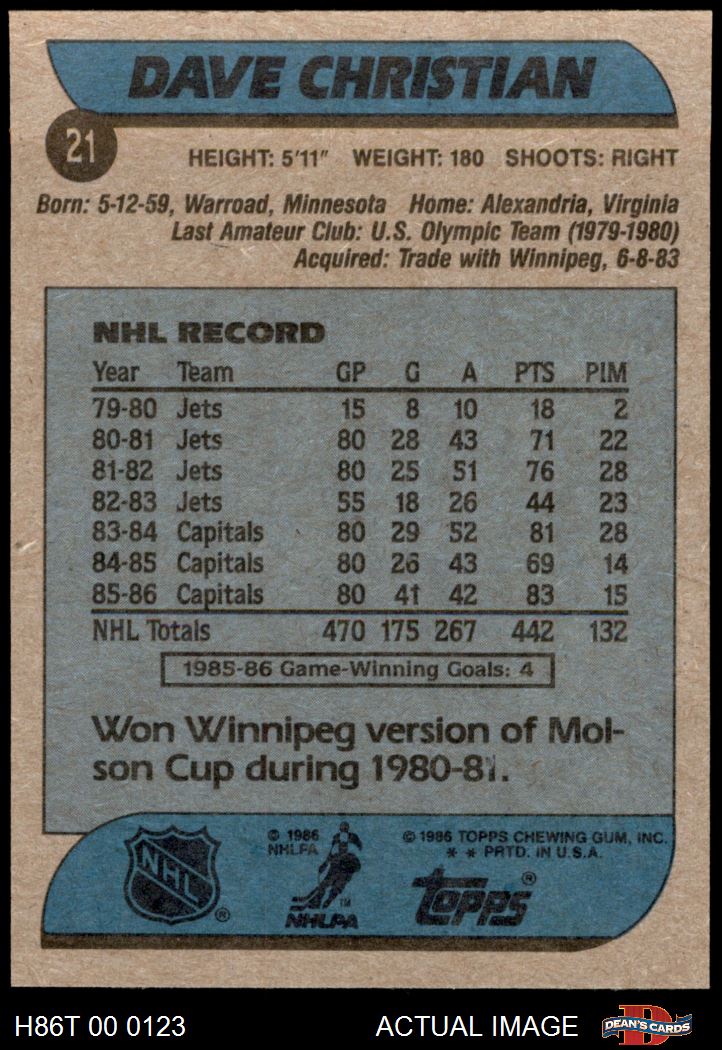 DAVE CHRISTIAN
21
HEIGHT: 5'11" WEIGHT: 180 SHOOTS: RIGHT
Born: 5-12-59, Warroad, Minnesota Home: Alexandria, Virginia
Last Amateur Club: U.S. Olympic Team (1979-1980)
Acquired: Trade with Winnipeg, 6-8-83
NHL RECORD
Year Team GP G A PTS PIM
79-80 Jets 15 8 10 18 2
80-81 Jets 80 28 43 71 22
81-82 Jets 80 25 51 76 28
82-83 Jets 55 18 26 44 23
83-84 Capitals 80 29 52 81 28
84-85 Capitals 80 26 43 69 14
85-86 Capitals 80 41 42 83 15
NHL Totals 470 175 267 442 132
1985-86 Game-Winning Goals: 4
Won Winnipeg version of Mol-
son Cup during 1980-81.
NHL ®
© 1986
NHLPA
TM
NHLPA
© 1986 TOPPS CHEWING GUM, INC.
* * PRTD. IN U.S.A.
topps ®
H86T 00 0123 ACTUAL IMAGE
D
DEAN'S CARDS